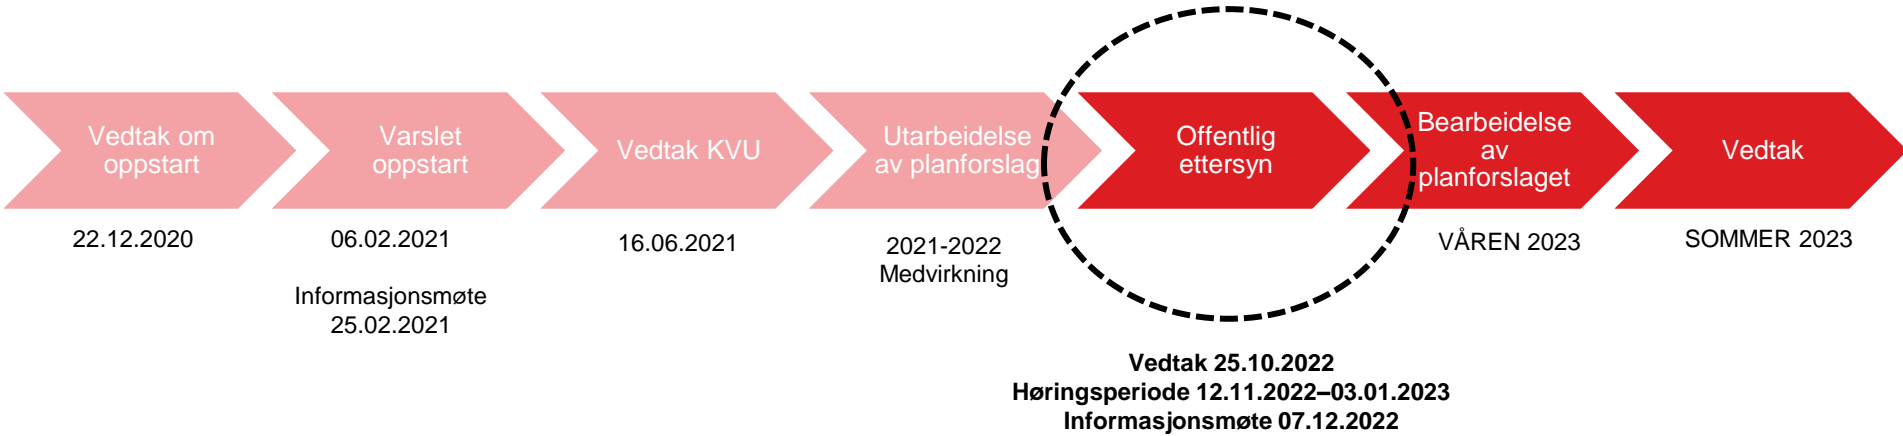 Vedtak om
oppstart
Varslet
oppstart
Vedtak KVU
Utarbeidelse
av planforslag
Offentlig
ettersyn
Bearbeidelse
av
planforslaget
Vedtak
22.12.2020
06.02.2021
Informasjonsmøte
25.02.2021
16.06.2021
2021-2022
Medvirkning
VÅREN 2023
SOMMER 2023
Vedtak 25.10.2022
Høringsperiode 12.11.2022–03.01.2023
Informasjonsmøte 07.12.2022